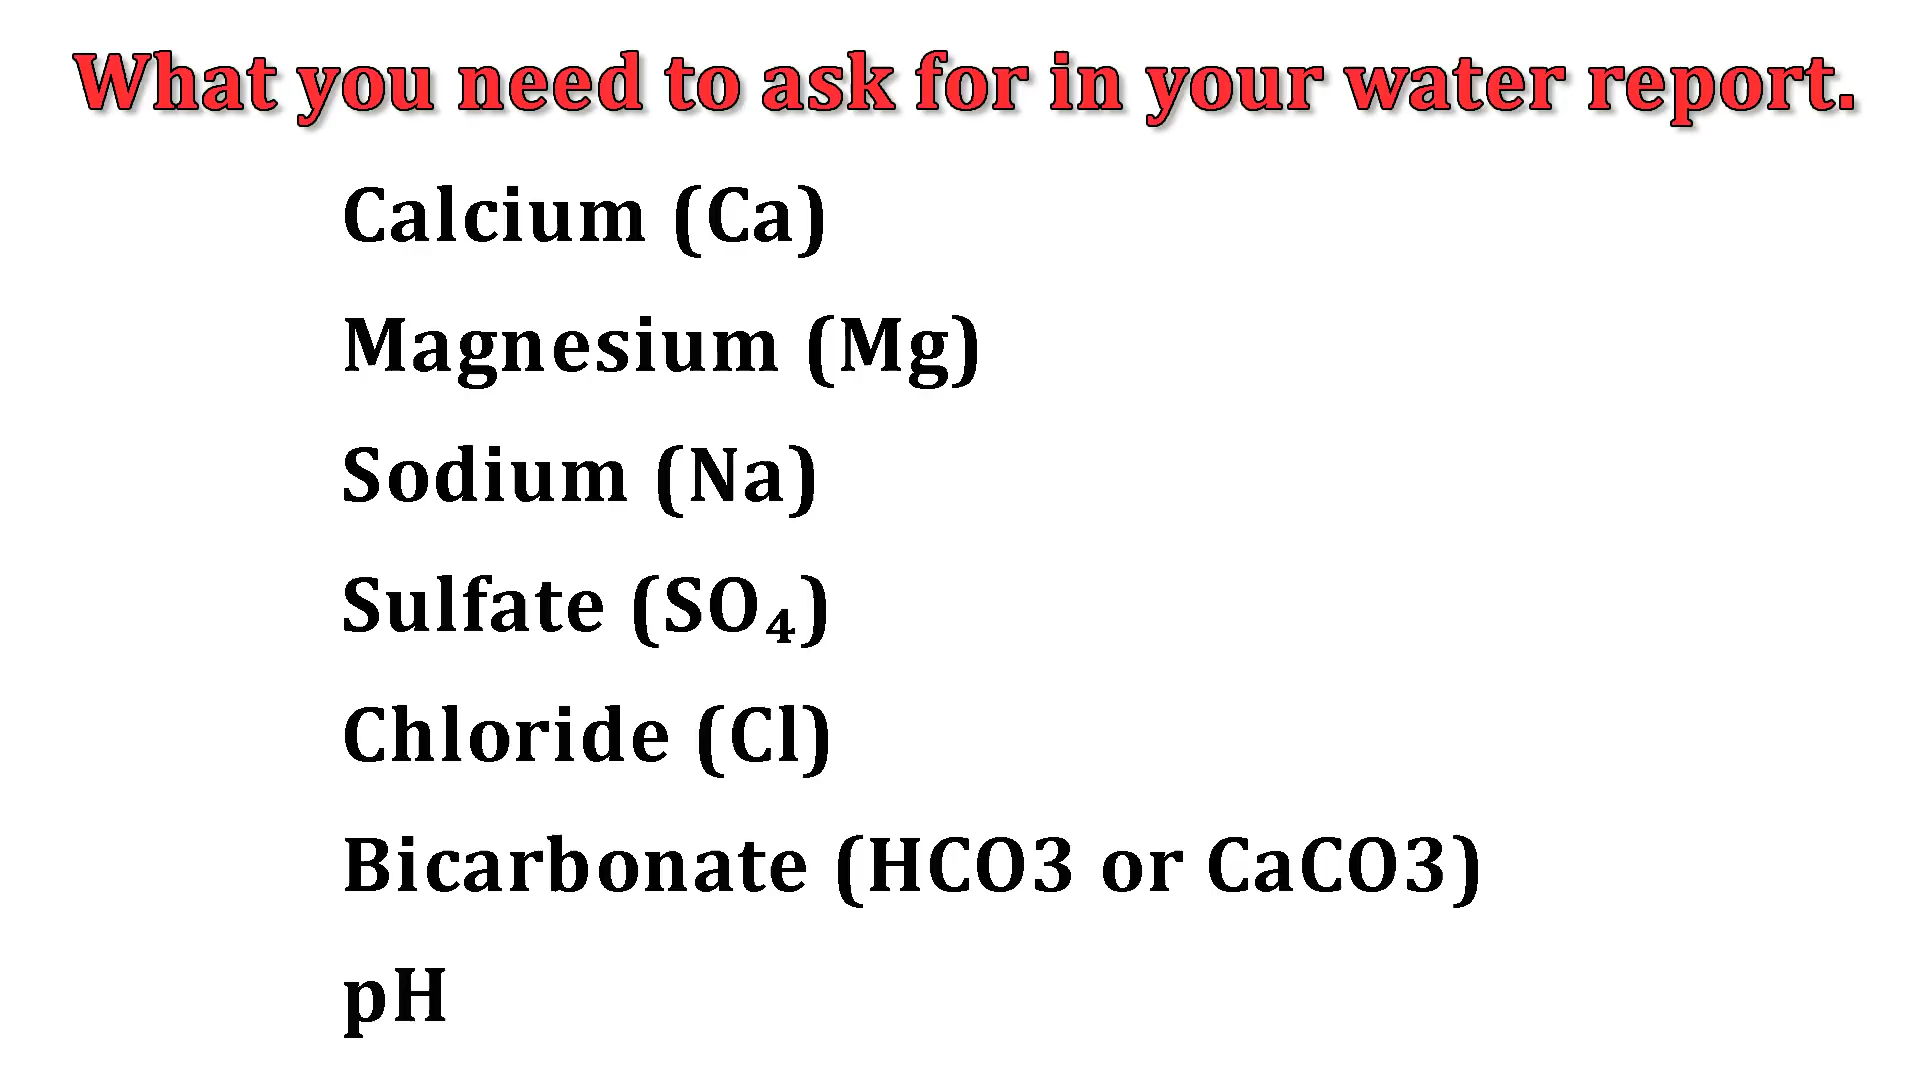 What you need to ask for in your water report.
Calcium (Ca)
Magnesium (Mg)
Sodium (Na)
Sulfate (SO₄)
Chloride (Cl)
Bicarbonate (HCO3 or CaCO3)
pH